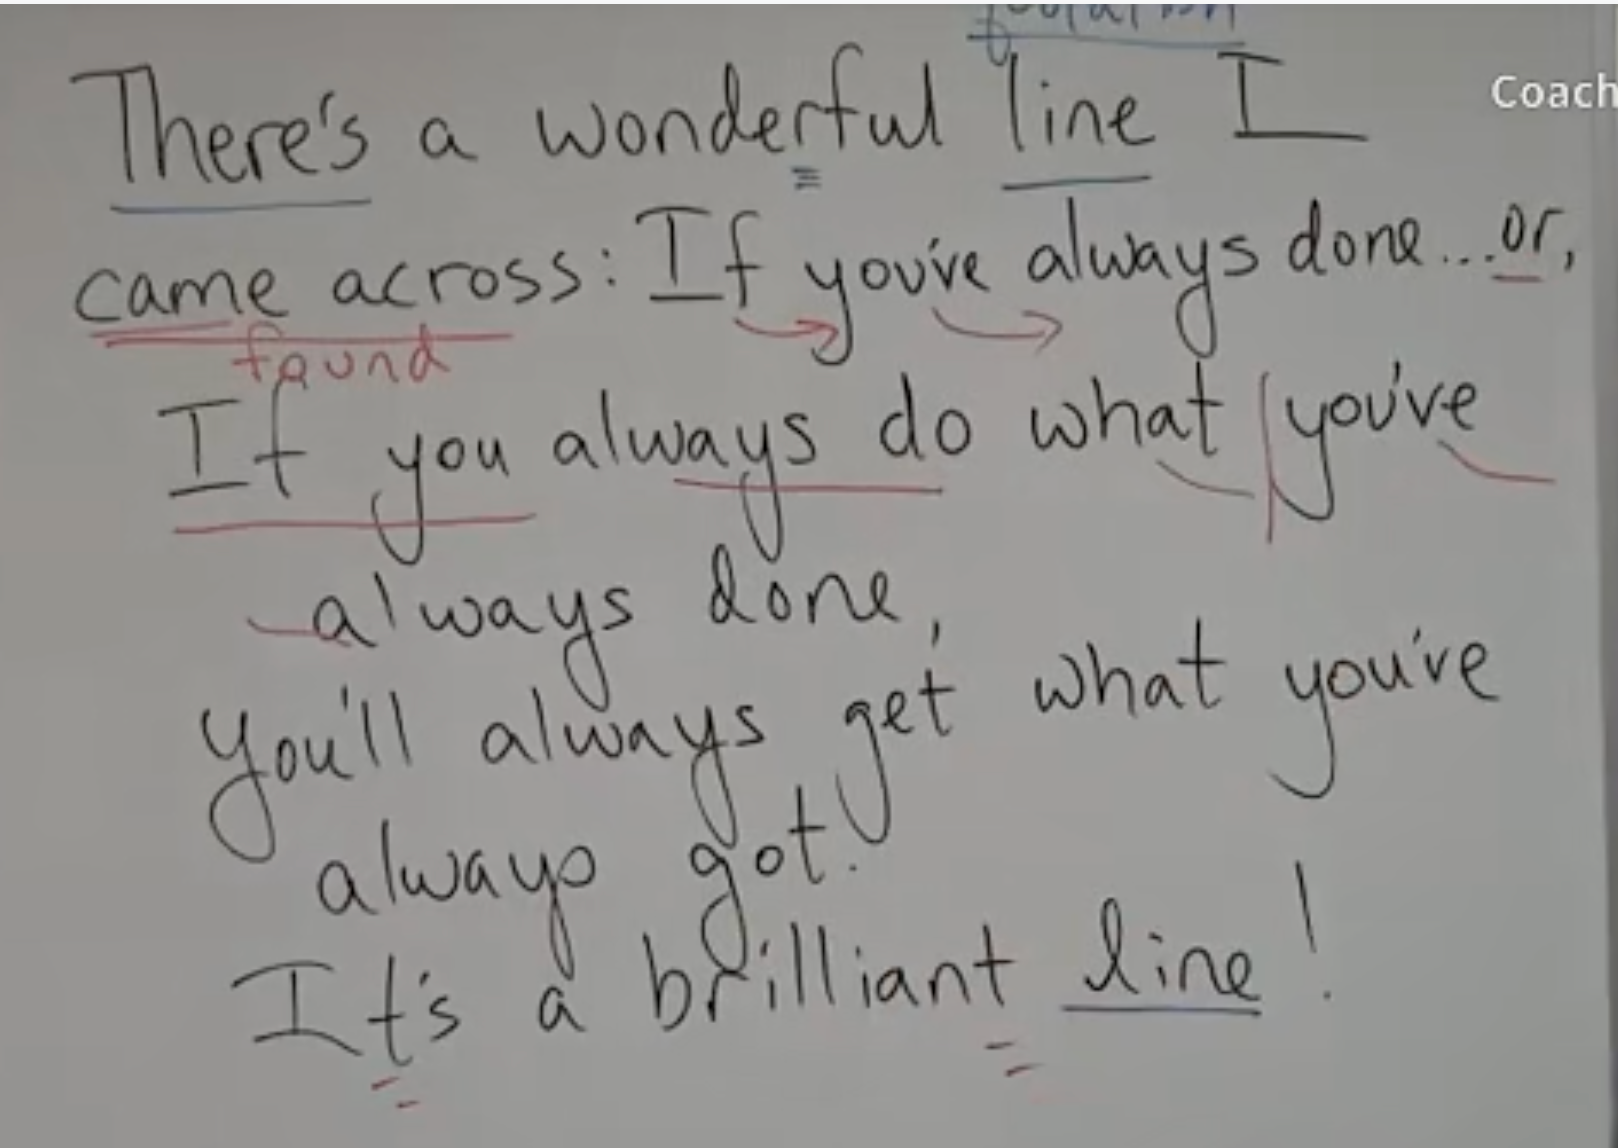 There's a wonderful line I
Coach
came across: If you've always done...or,
found
If you always do what you've
always done,
you'll always get what you've
always got.
It's a brilliant line!